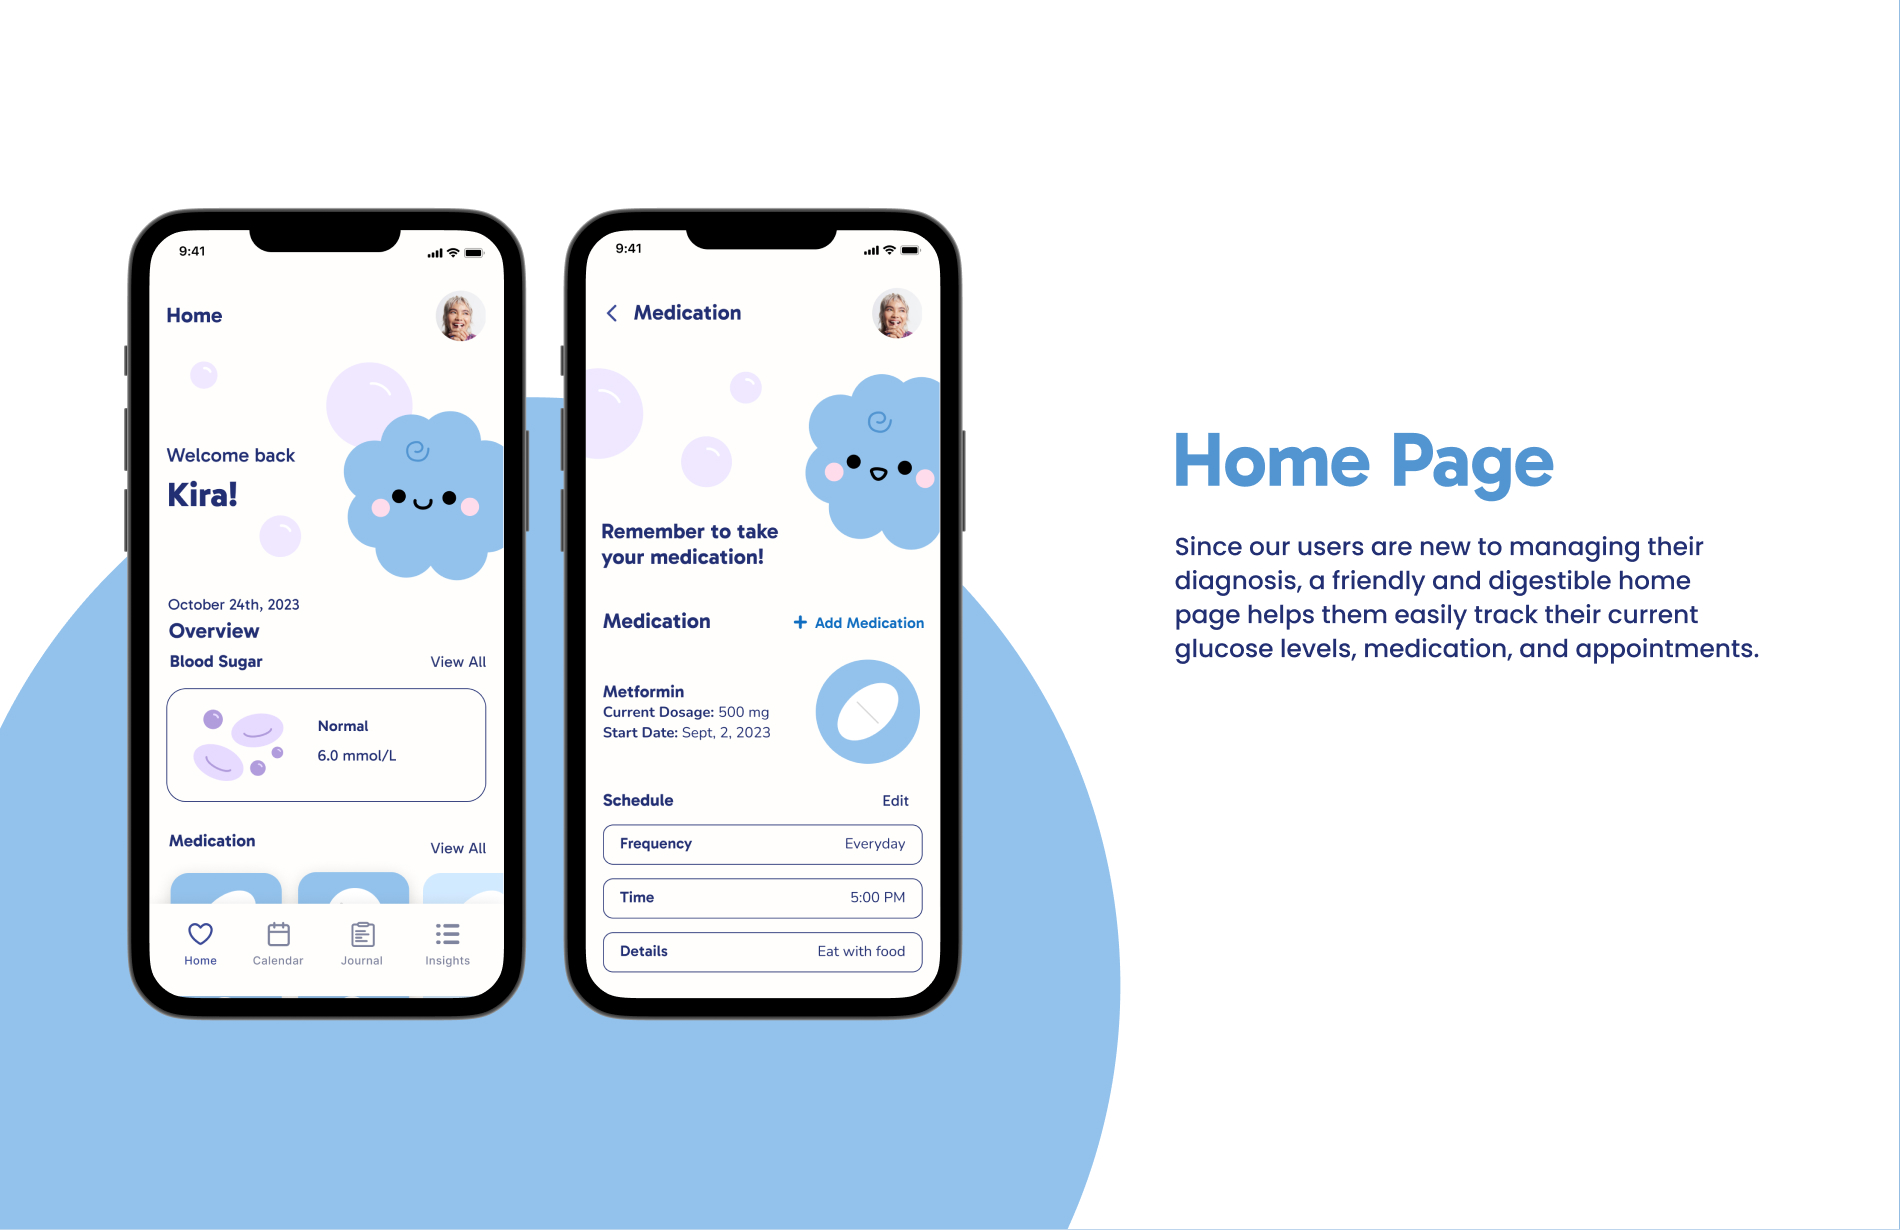 9:41
Home
Welcome back
Kira!
October 24th, 2023
Overview
Blood Sugar View All
Normal
6.0 mmol/L
Medication View All
Home Calendar Journal Insights
9:41
Medication
Remember to take
your medication!
Medication + Add Medication
Metformin
Current Dosage: 500 mg
Start Date: Sept, 2, 2023
Schedule Edit
Frequency Everyday
Time 5:00 PM
Details Eat with food
Home Page
Since our users are new to managing their
diagnosis, a friendly and digestible home
page helps them easily track their current
glucose levels, medication, and appointments.